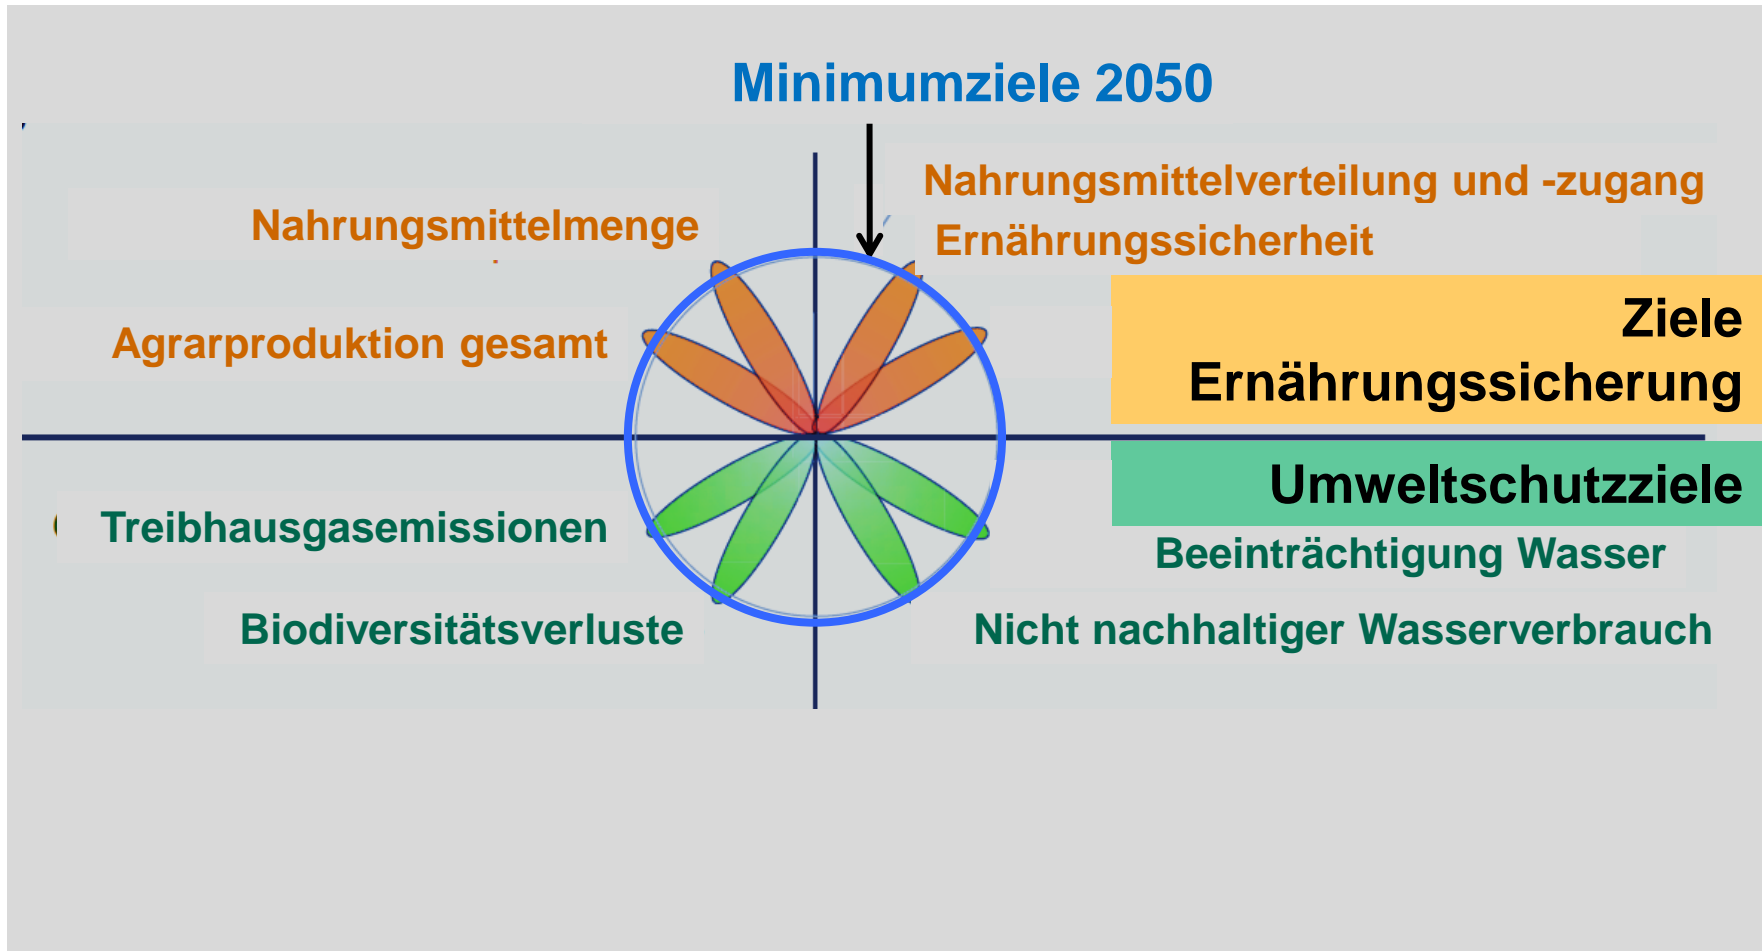 Minimumziele 2050
Nahrungsmittelverteilung und -zugang
Nahrungsmittelmenge
Ernährungssicherheit
Ziele
Ernährungssicherung
Agrarproduktion gesamt
Umweltschutzziele
Treibhausgasemissionen
Beeinträchtigung Wasser
Biodiversitätsverluste
Nicht nachhaltiger Wasserverbrauch